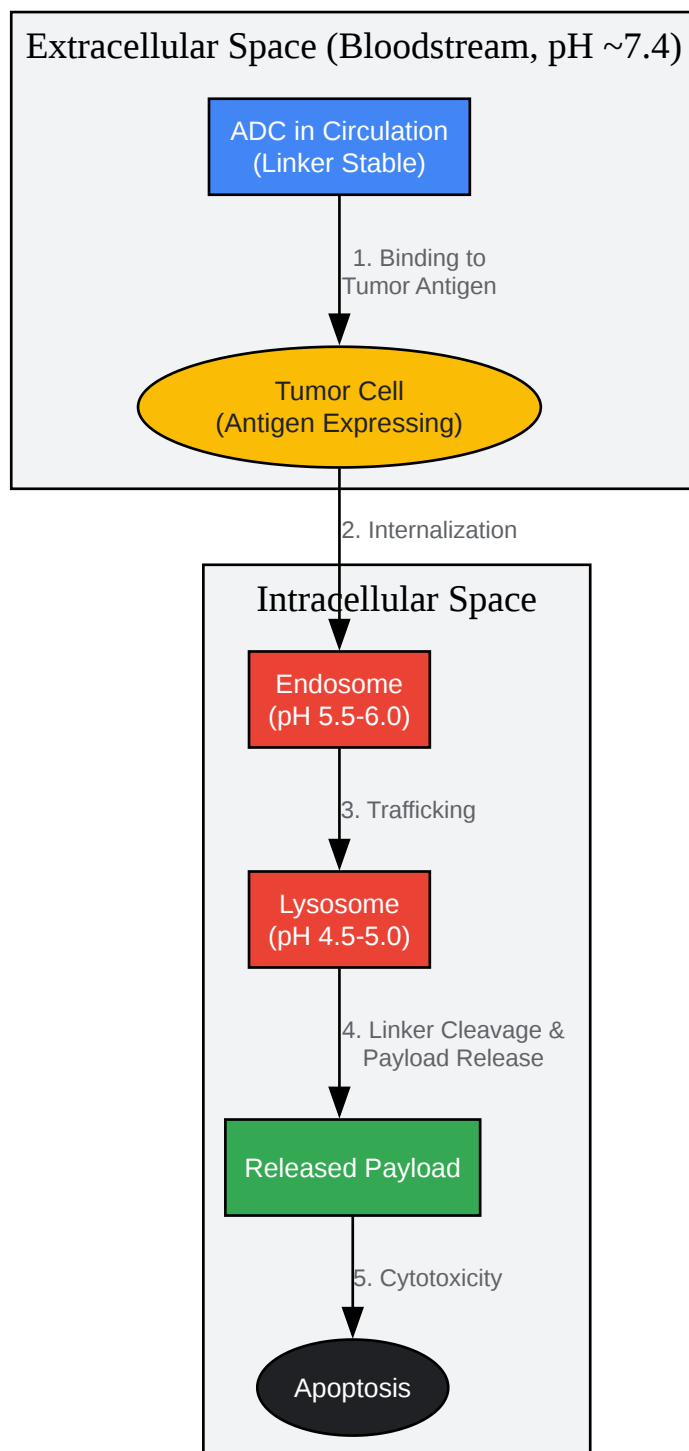 Extracellular Space (Bloodstream, pH ~7.4)
ADC in Circulation
(Linker Stable)
1. Binding to
Tumor Antigen
Tumor Cell
(Antigen Expressing)
2. Internalization
Intracellular Space
Endosome
(pH 5.5-6.0)
3. Trafficking
Lysosome
(pH 4.5-5.0)
4. Linker Cleavage &
Payload Release
Released Payload
5. Cytotoxicity
Apoptosis